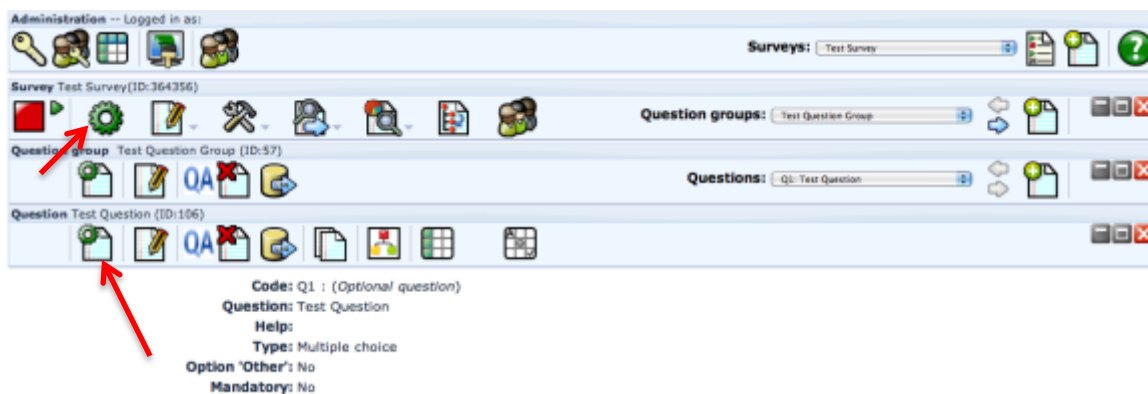 Administration -- Logged in as:
Surveys: Test Survey
Survey Test Survey(ID:364356)
Question groups: Test Question Group
Question group Test Question Group (ID:57)
QA
Questions: Q1: Test Question
Question Test Question (ID:106)
QA
Code: Q1 : (Optional question)
Question: Test Question
Help:
Type: Multiple choice
Option 'Other': No
Mandatory: No